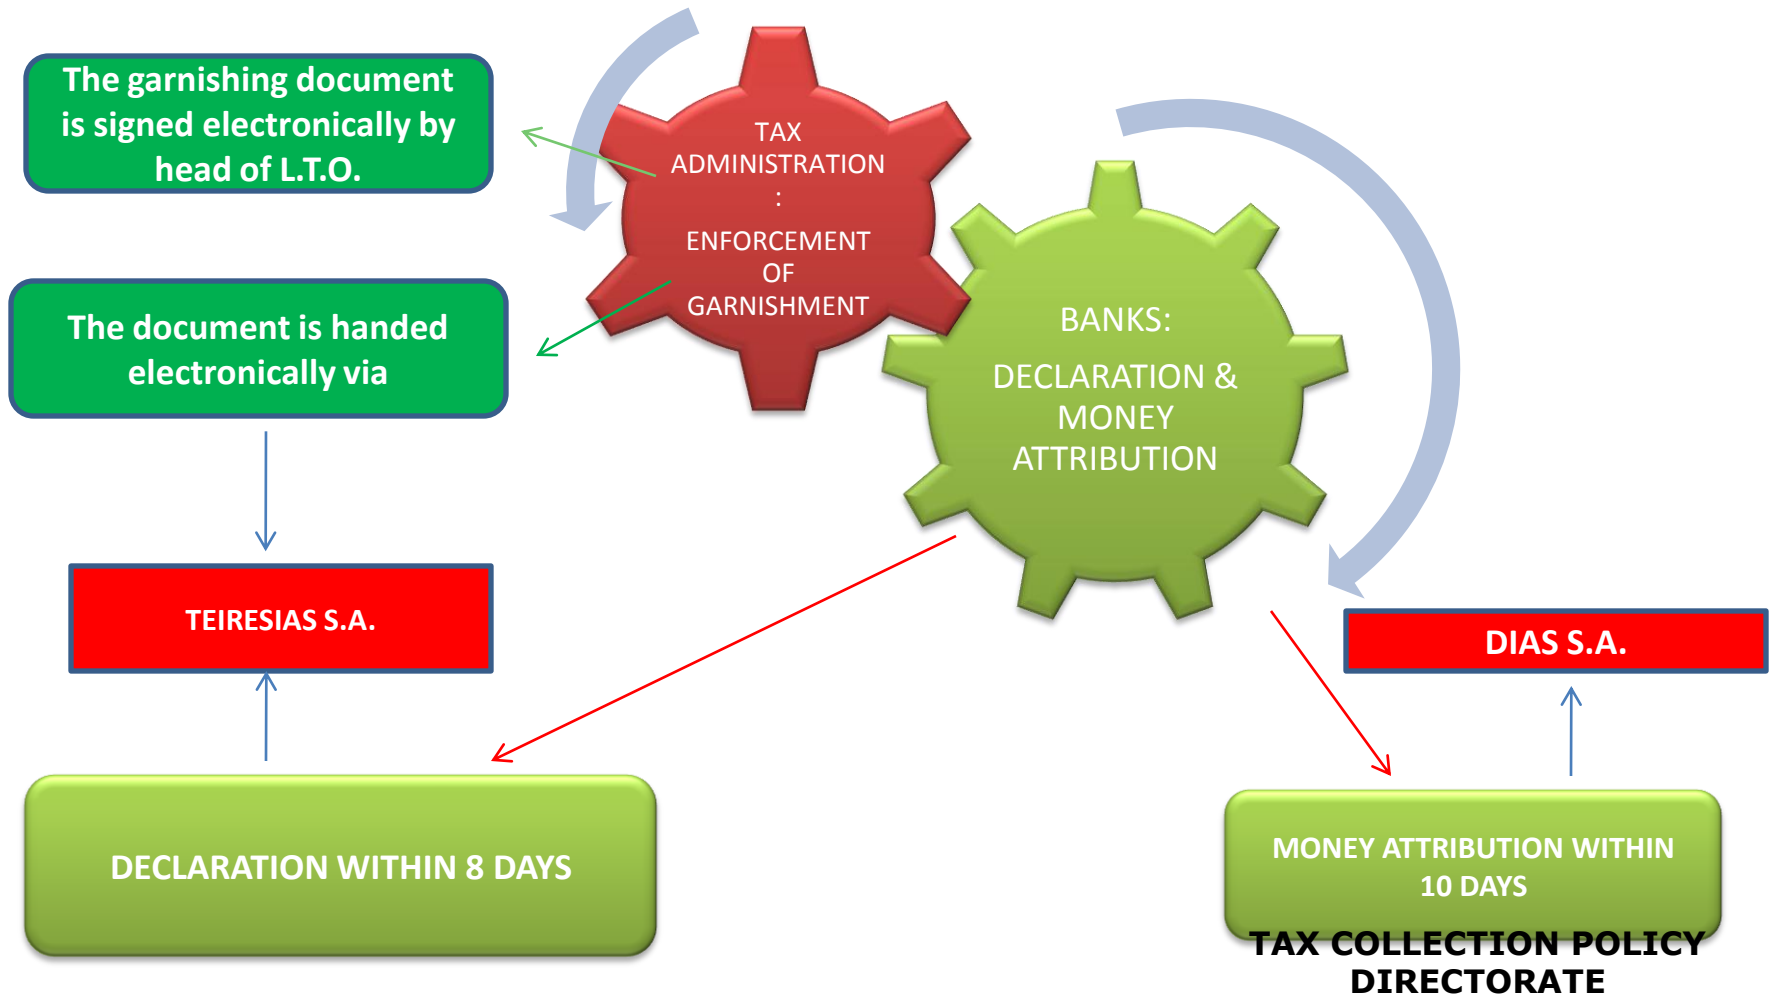 The garnishing document
is signed electronically by
head of L.T.O.
TAX
ADMINISTRATION
:
ENFORCEMENT
OF
GARNISHMENT
The document is handed
electronically via
BANKS:
DECLARATION &
MONEY
ATTRIBUTION
TEIRESIAS S.A.
DIAS S.A.
DECLARATION WITHIN 8 DAYS
MONEY ATTRIBUTION WITHIN
10 DAYS
TAX COLLECTION POLICY
DIRECTORATE